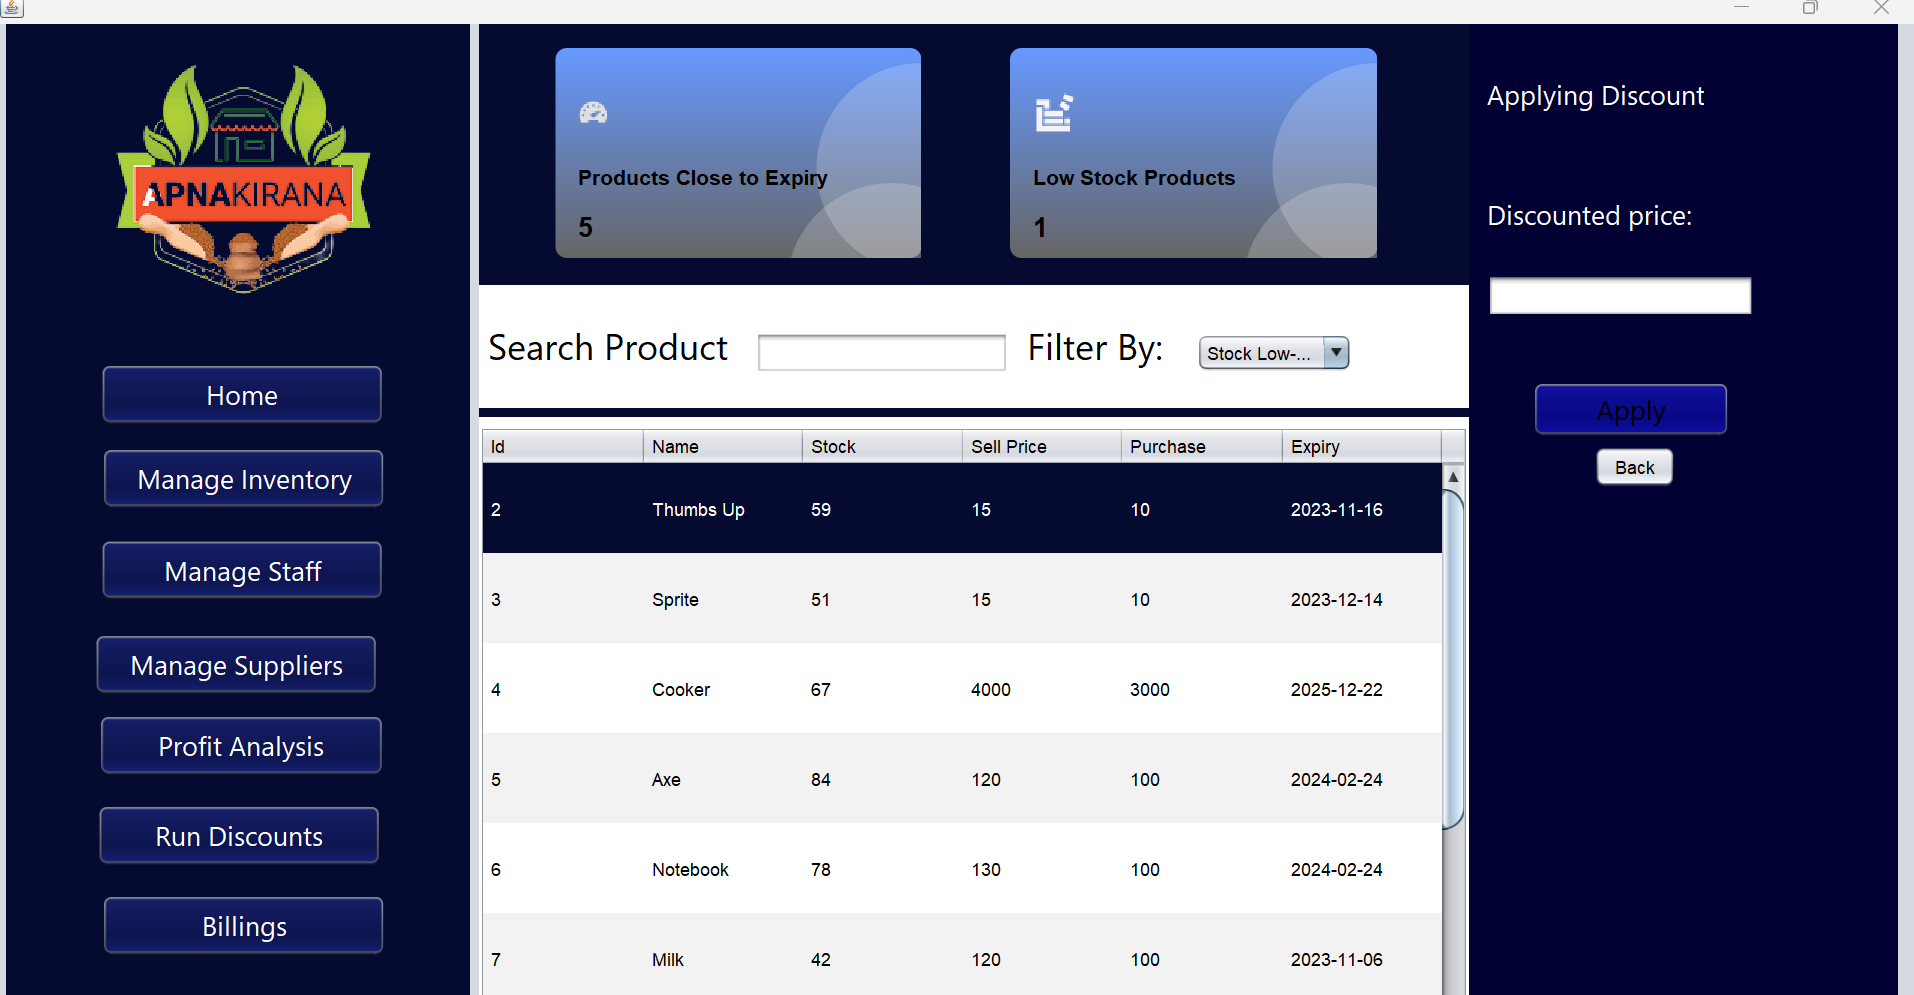 APNAKIRANA
Home
Manage Inventory
Manage Staff
Manage Suppliers
Profit Analysis
Run Discounts
Billings
Products Close to Expiry
5
Low Stock Products
1
Search Product Filter By: Stock Low-...
Id Name Stock Sell Price Purchase Expiry
2 Thumbs Up 59 15 10 2023-11-16
3 Sprite 51 15 10 2023-12-14
4 Cooker 67 4000 3000 2025-12-22
5 Axe 84 120 100 2024-02-24
6 Notebook 78 130 100 2024-02-24
7 Milk 42 120 100 2023-11-06
Applying Discount
Discounted price:
Apply
Back